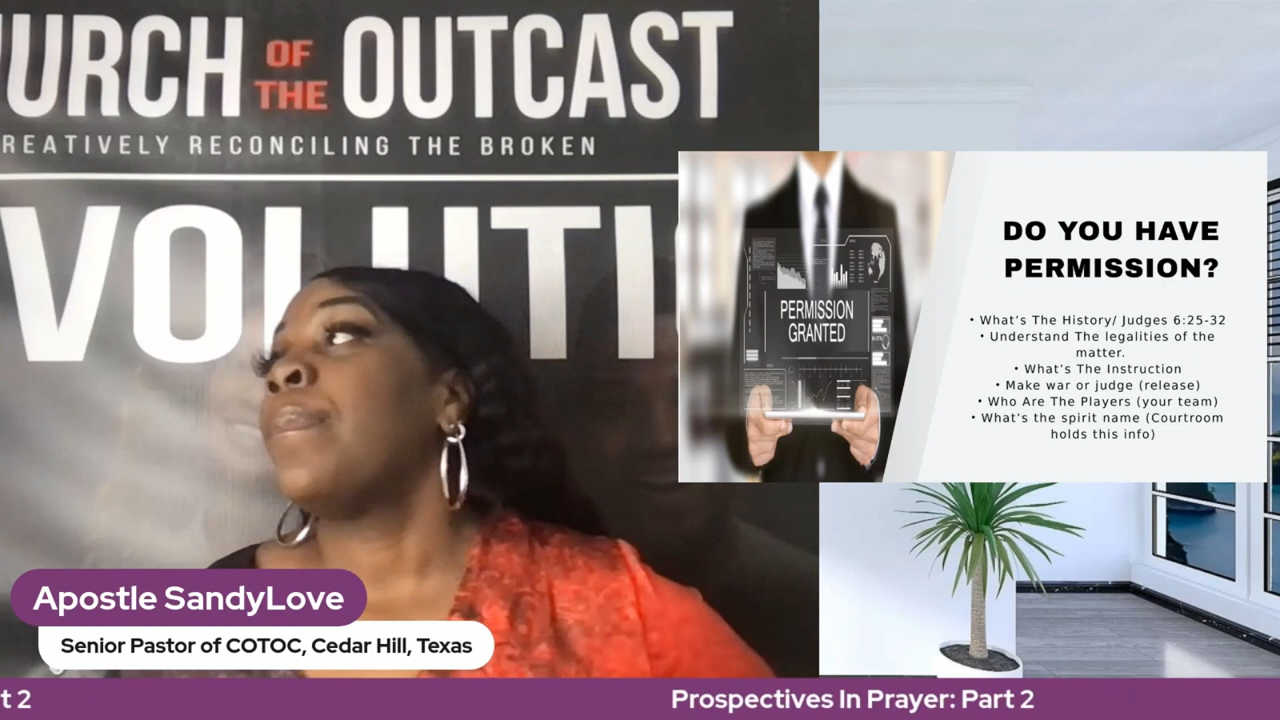 URCH OF THE OUTCAST
REATIVELY RECONCILING THE BROKEN
VOLUTI
PERMISSION
GRANTED
DO YOU HAVE
PERMISSION?
• What's The History/ Judges 6:25-32
• Understand The legalities of the
matter.
• What's The Instruction
• Make war or judge (release)
• Who Are The Players (your team)
• What's the spirit name (Courtroom
holds this info)
Apostle SandyLove
Senior Pastor of COTOC, Cedar Hill, Texas
t 2
Prospectives In Prayer: Part 2